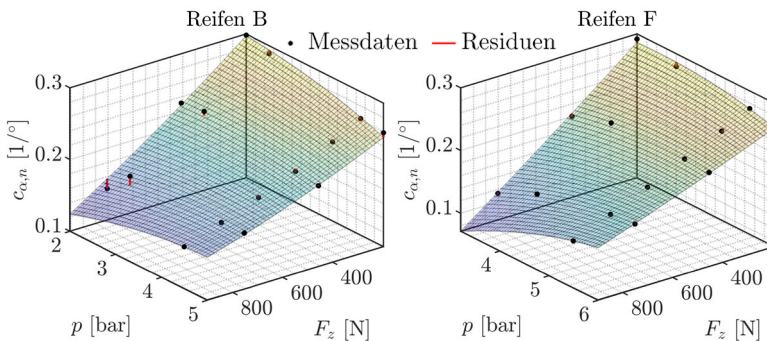 Reifen B
Reifen F
Messdaten
Residuen
0.3
0.2
0.1
c_{α,n} [1/°]
2
3
4
5
p [bar]
800
600
400
F_z [N]
0.3
0.2
0.1
c_{α,n} [1/°]
4
5
6
p [bar]
800
600
400
F_z [N]